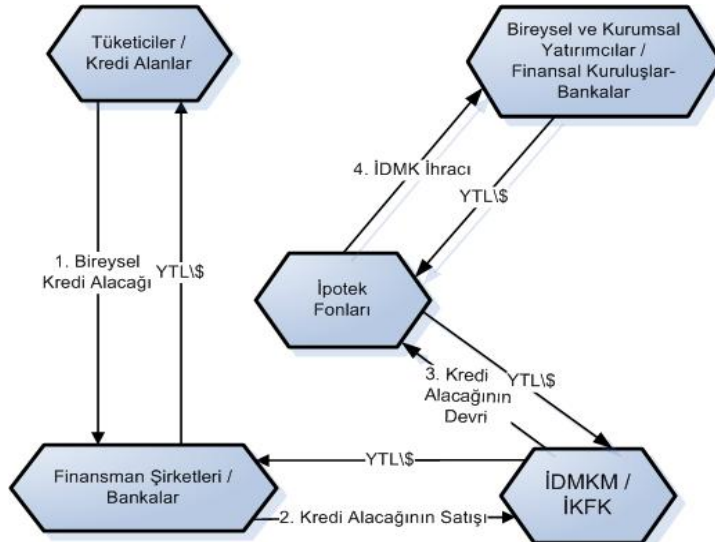 Tüketiciler /
Kredi Alanlar
Bireysel ve Kurumsal
Yatırımcılar /
Finansal Kuruluşlar-
Bankalar
4. İDMK İhracı
YTL\$
1. Bireysel
Kredi Alacağı
YTL\$
İpotek
Fonları
3. Kredi
Alacağının
Devri
YTL\$
YTL\$
Finansman Şirketleri /
Bankalar
İDMKM /
İKFK
2. Kredi Alacağının Satışı